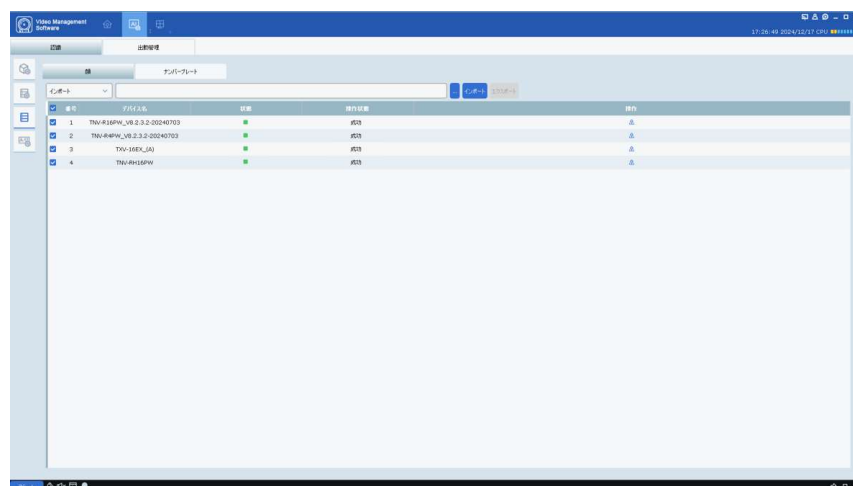 Video Management
Software
17:26:49 2024/12/17 CPU
認識 出勤管理
顔 ナンバープレート
インポート ... インポート エクスポート
番号 デバイス名 状態 操作状態 操作
1 TNV-R16PW_V8.2.3.2-20240703 成功
2 TNV-R4PW_V8.2.3.2-20240703 成功
3 TXV-16EX_(A) 成功
4 TNV-RH16PW 成功